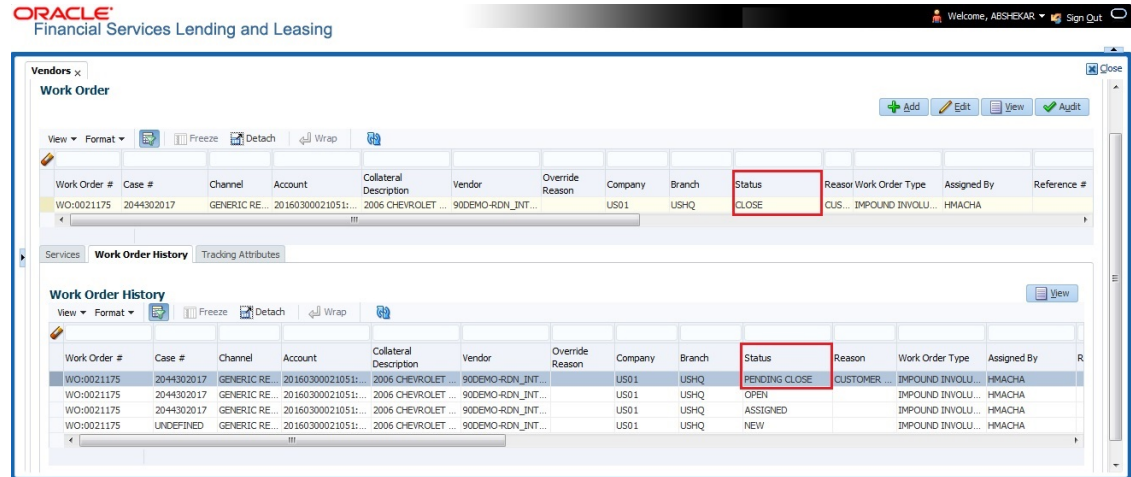 ORACLE
Financial Services Lending and Leasing
Welcome, ABSHEKAR Sign Out
Vendors x
Close
Work Order
Add Edit View Audit
View Format Freeze Detach Wrap
Work Order # Case # Channel Account Collateral Description Vendor Override Reason Company Branch Status Reason Work Order Type Assigned By Reference #
WO:0021175 2044302017 GENERIC RE... 20160300021051:... 2006 CHEVROLET ... 90DEMO-RDN_INT... US01 USHQ CLOSE CUS... IMPOUND INVOLU... HMACHA
Services Work Order History Tracking Attributes
Work Order History
View
View Format Freeze Detach Wrap
Work Order # Case # Channel Account Collateral Description Vendor Override Reason Company Branch Status Reason Work Order Type Assigned By R
WO:0021175 2044302017 GENERIC RE... 20160300021051:... 2006 CHEVROLET ... 90DEMO-RDN_INT... US01 USHQ PENDING CLOSE CUSTOMER ... IMPOUND INVOLU... HMACHA
WO:0021175 2044302017 GENERIC RE... 20160300021051:... 2006 CHEVROLET ... 90DEMO-RDN_INT... US01 USHQ OPEN IMPOUND INVOLU... HMACHA
WO:0021175 2044302017 GENERIC RE... 20160300021051:... 2006 CHEVROLET ... 90DEMO-RDN_INT... US01 USHQ ASSIGNED IMPOUND INVOLU... HMACHA
WO:0021175 UNDEFINED GENERIC RE... 20160300021051:... 2006 CHEVROLET ... 90DEMO-RDN_INT... US01 USHQ NEW IMPOUND INVOLU... HMACHA